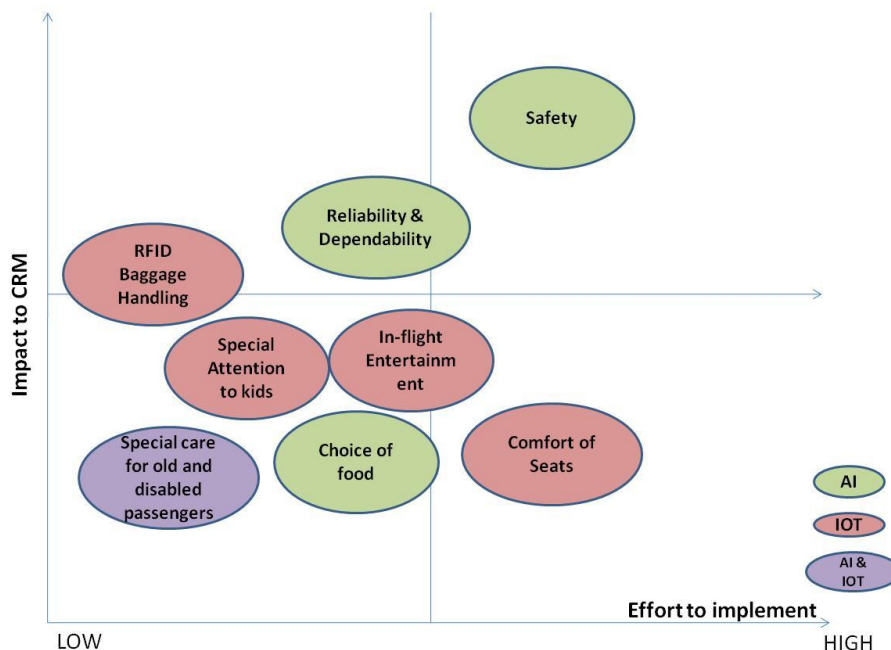 Safety
Reliability &
Dependability
RFID
Baggage
Handling
Impact to CRM
Special
Attention
to kids
In-flight
Entertainm
ent
Special care
for old and
disabled
passengers
Choice of
food
Comfort of
Seats
AI
IOT
AI &
IOT
Effort to implement
LOW
HIGH